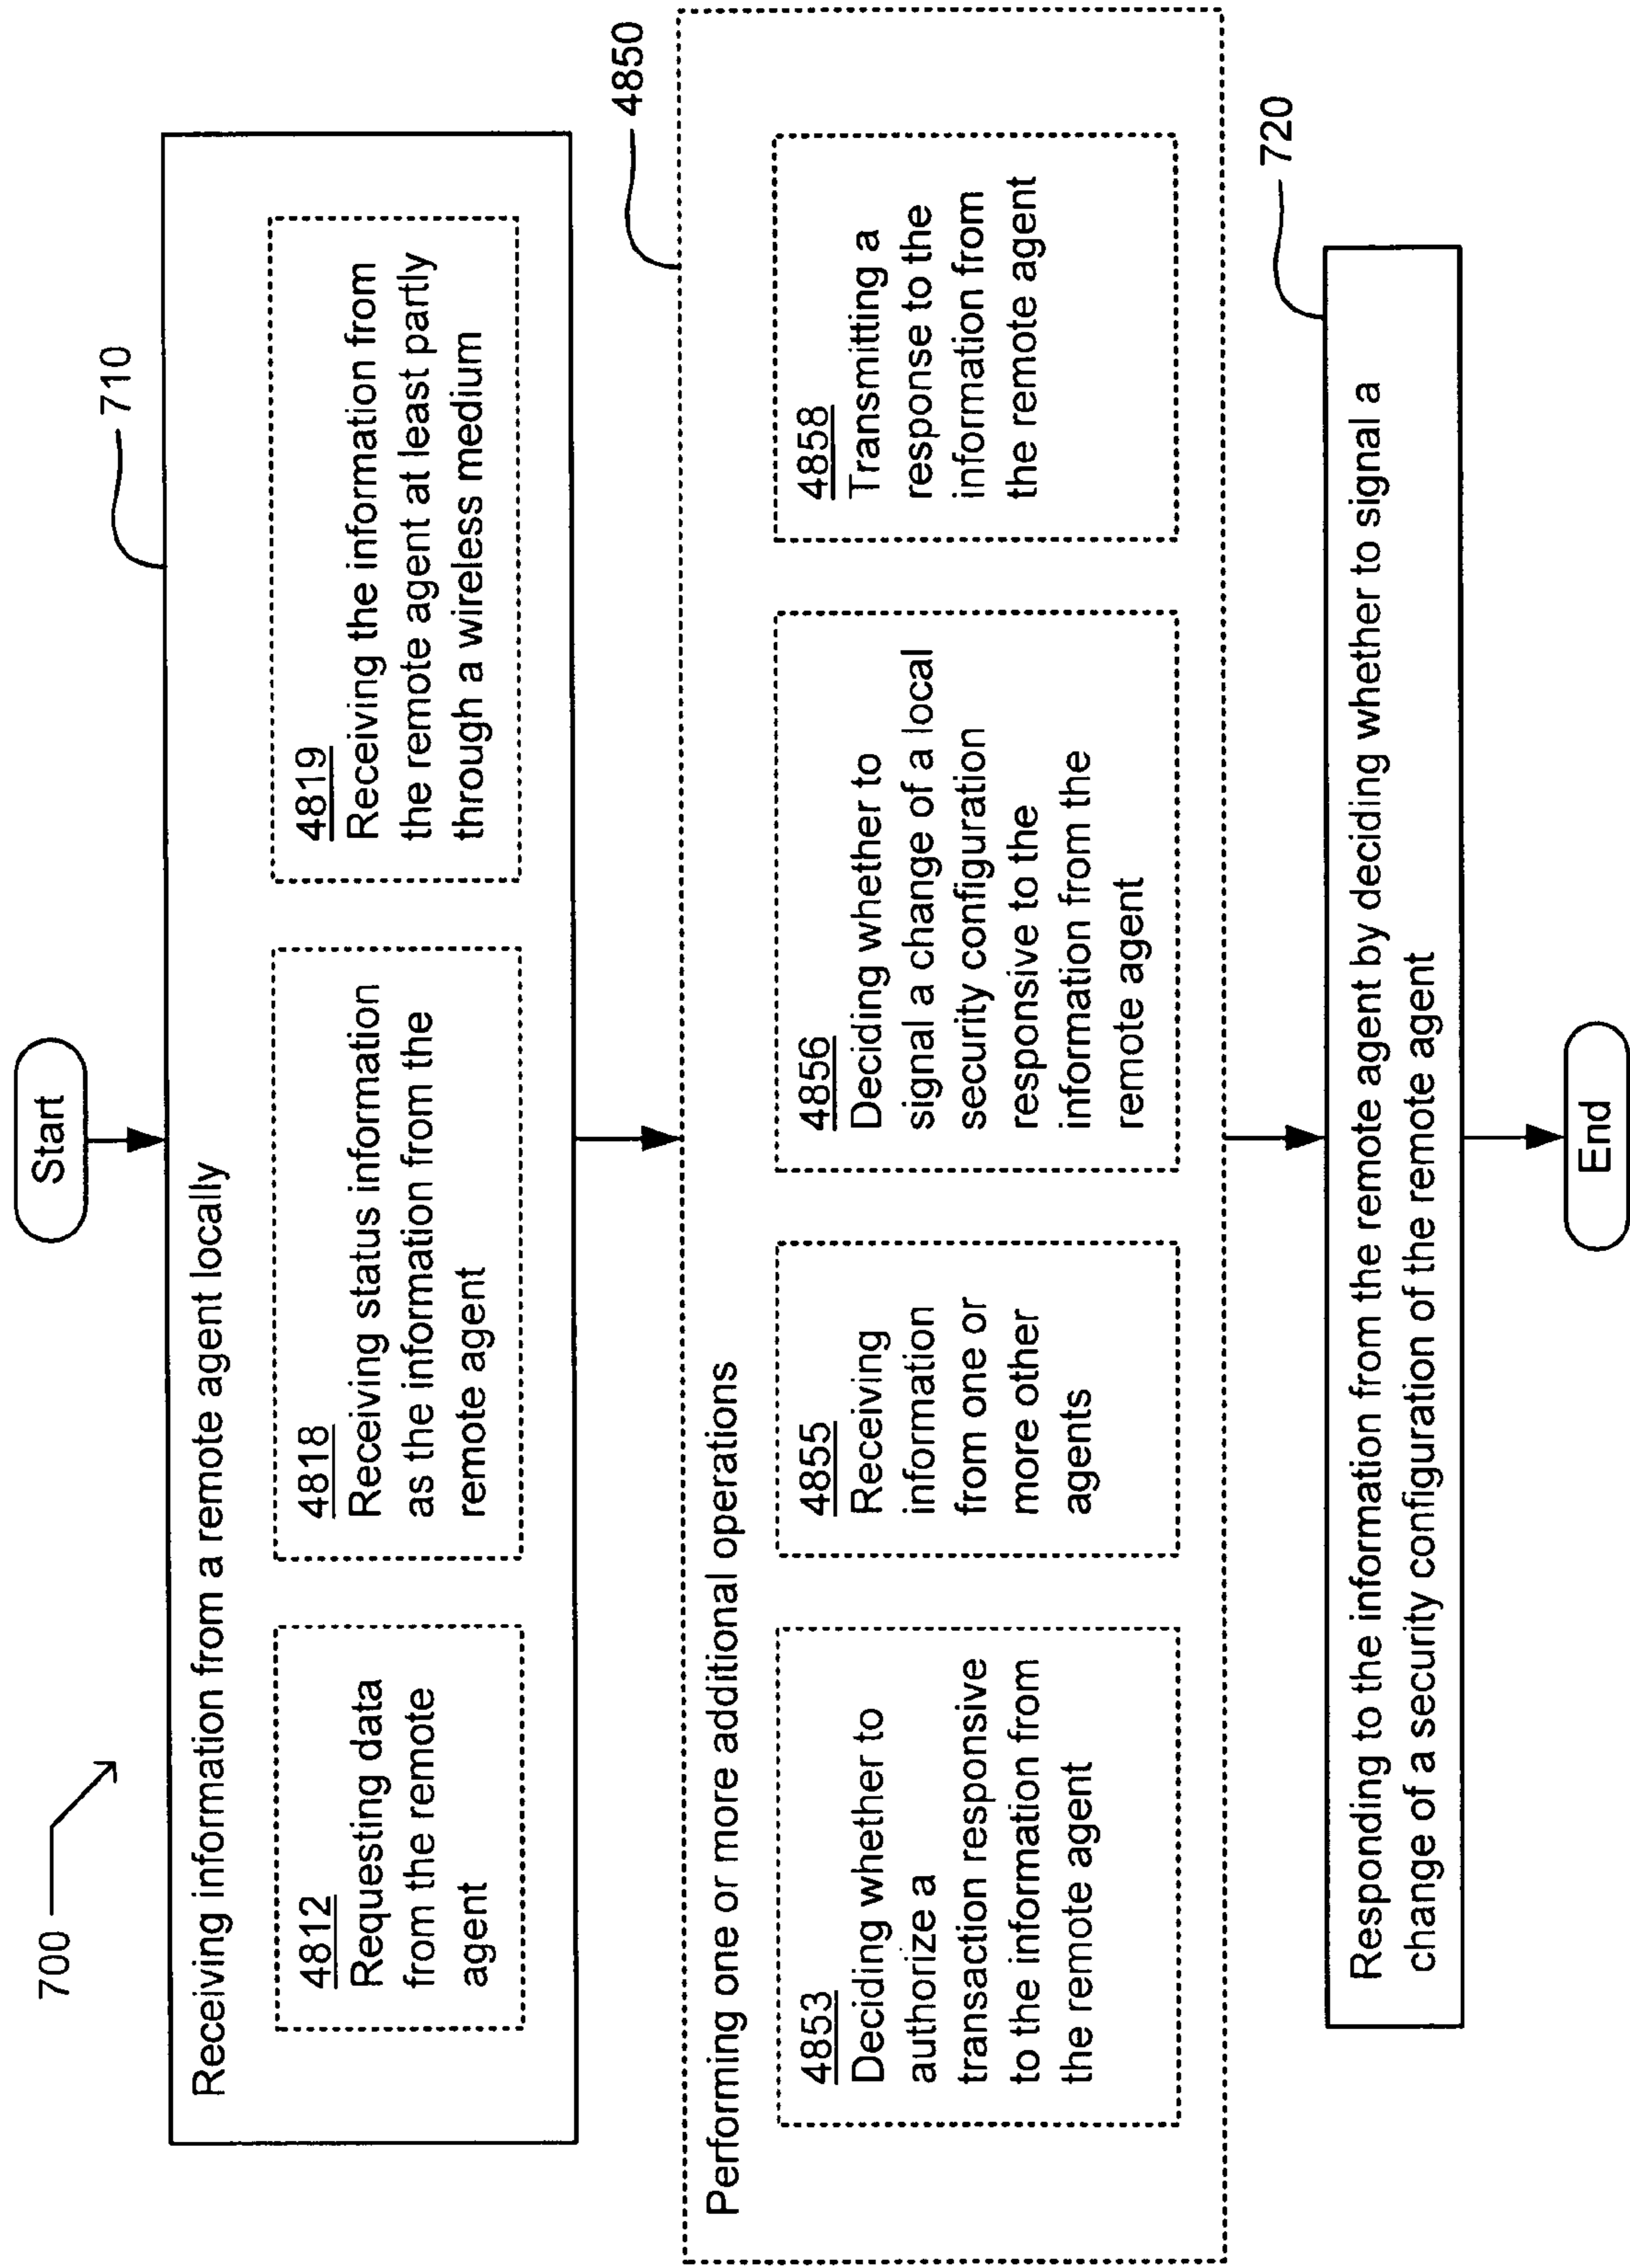 700
Start
710
Receiving information from a remote agent locally
4812
Requesting data
from the remote
agent
4818
Receiving status information
as the information from the
remote agent
4819
Receiving the information from
the remote agent at least partly
through a wireless medium
4850
Performing one or more additional operations
4853
Deciding whether to
authorize a
transaction responsive
to the information from
the remote agent
4855
Receiving
information
from one or
more other
agents
4856
Deciding whether to
signal a change of a local
security configuration
responsive to the
information from the
remote agent
4858
Transmitting a
response to the
information from
the remote agent
720
Responding to the information from the remote agent by deciding whether to signal a
change of a security configuration of the remote agent
End